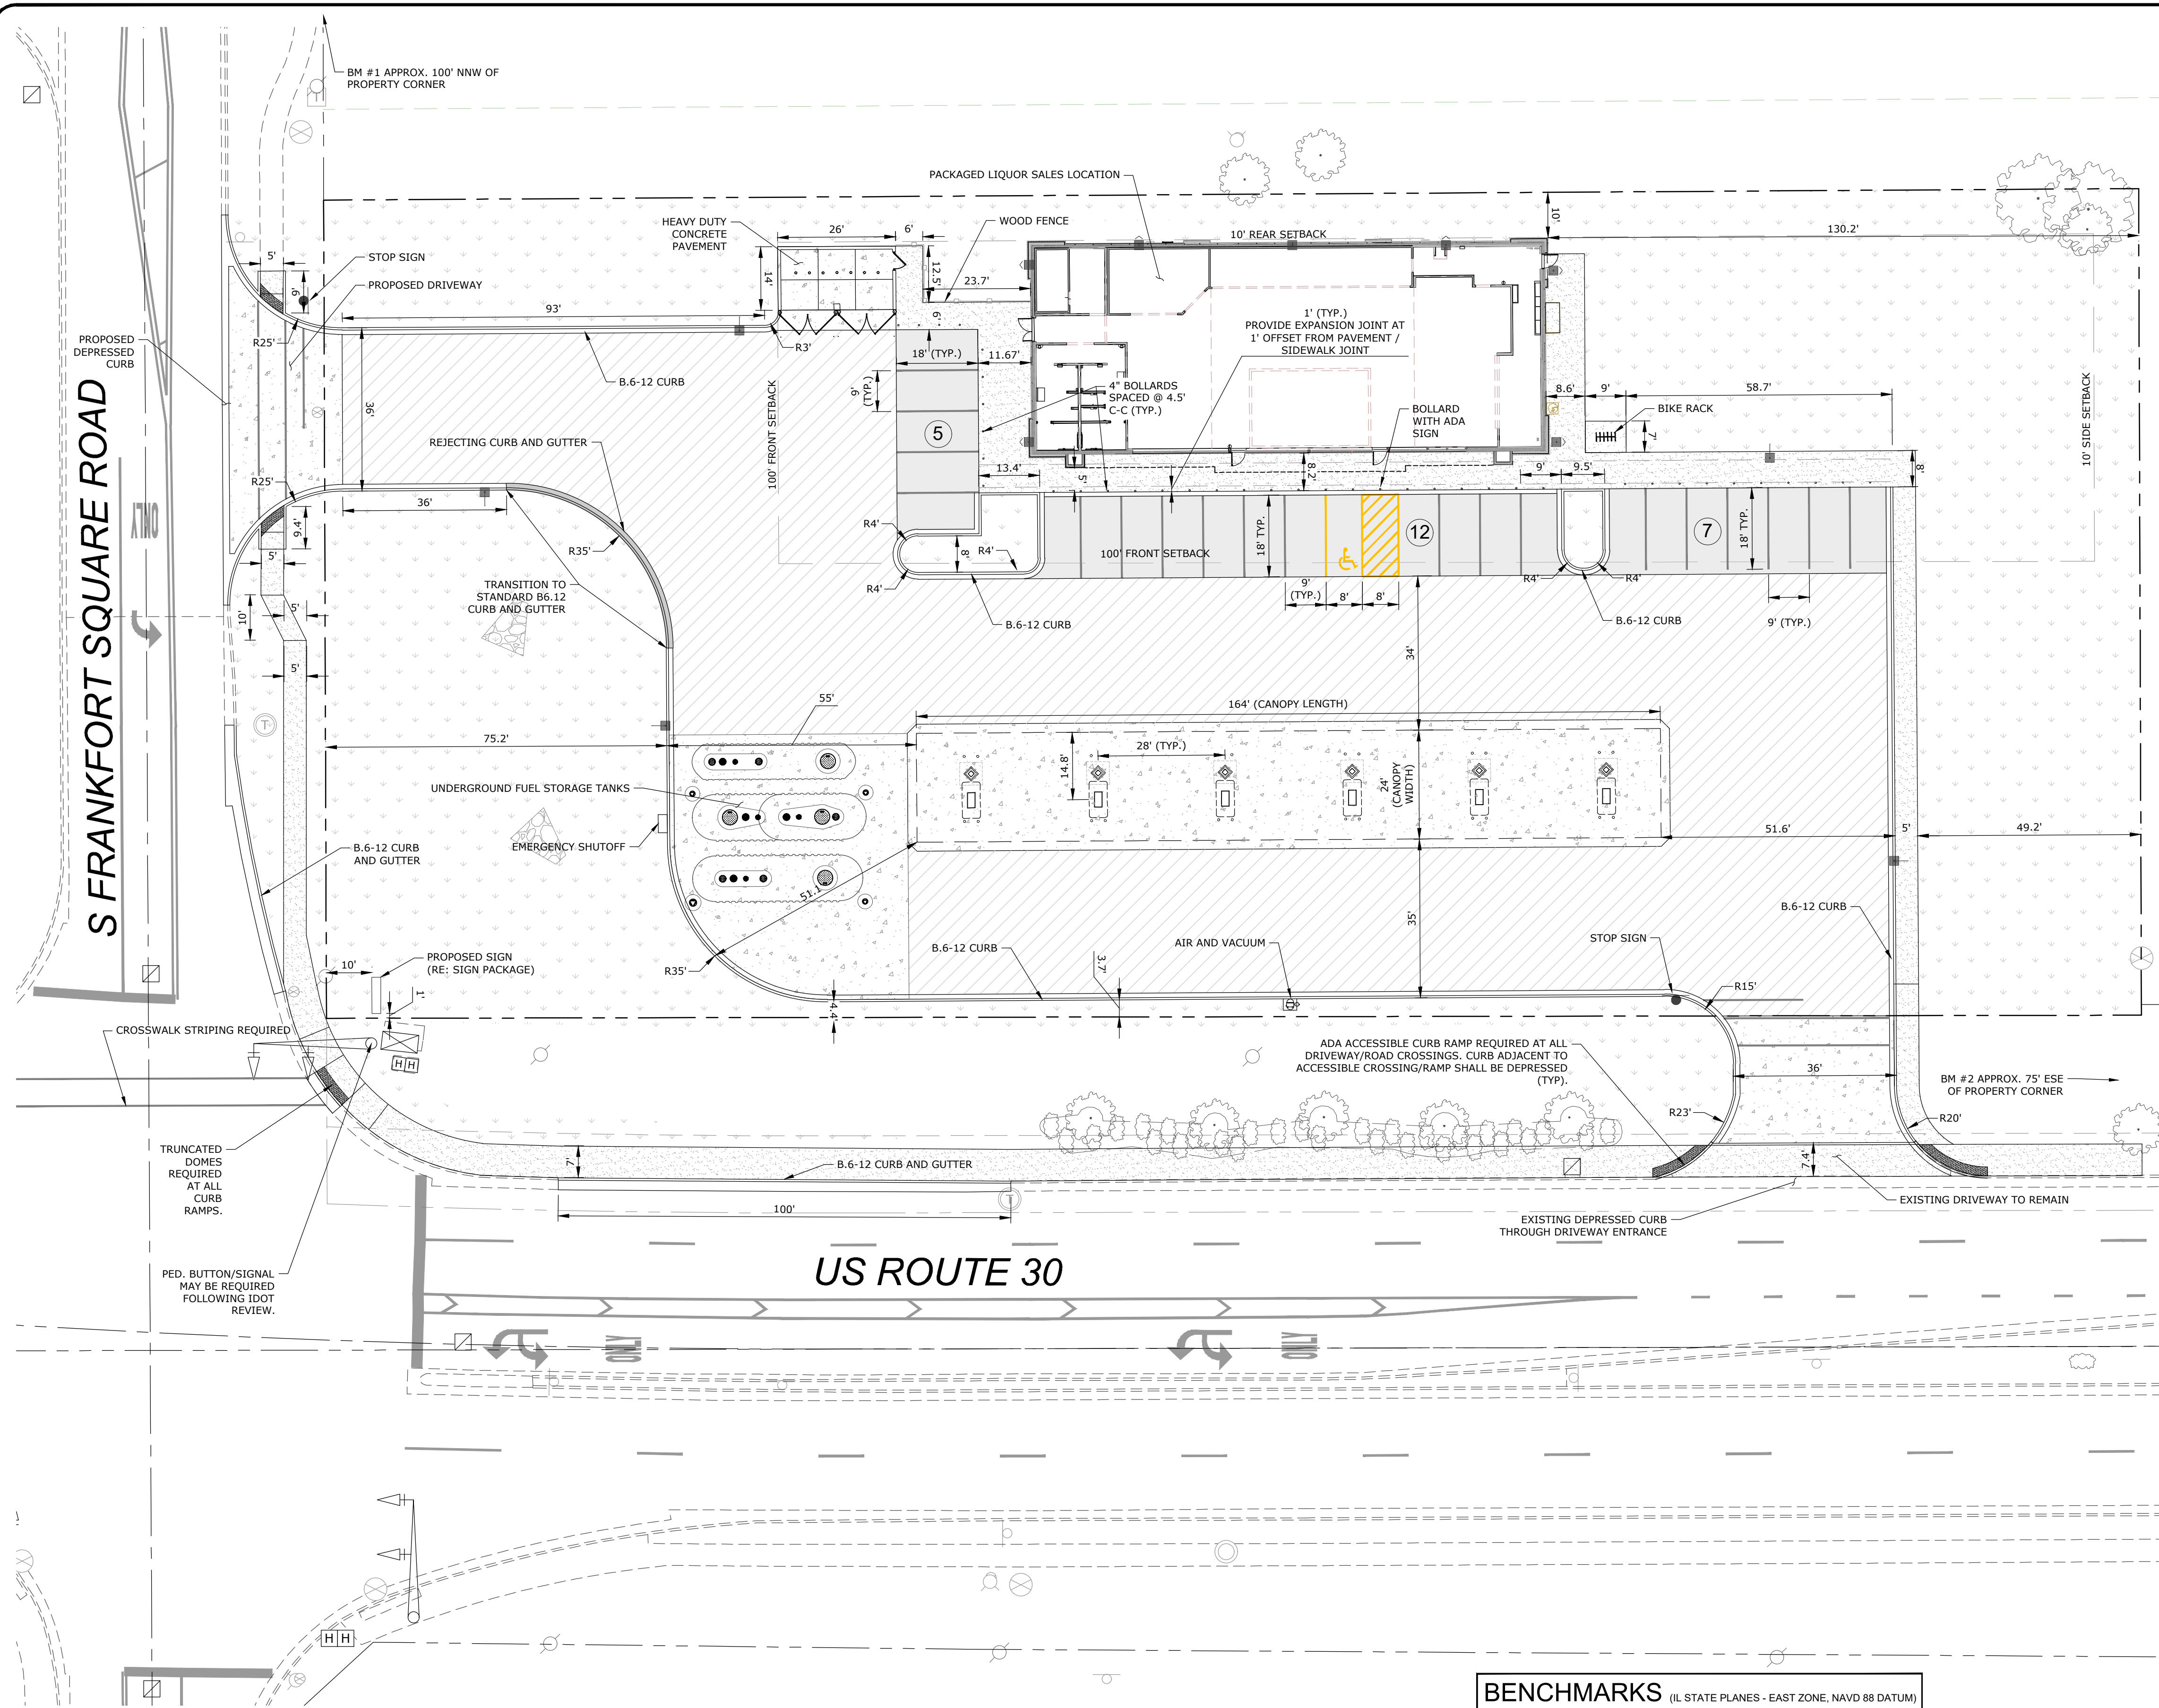 BM #1 APPROX. 100' NNW OF
PROPERTY CORNER
PACKAGED LIQUOR SALES LOCATION
HEAVY DUTY
CONCRETE
PAVEMENT
WOOD FENCE
26'
6'
10'
10' REAR SETBACK
130.2'
5'
STOP SIGN
6'
PROPOSED DRIVEWAY
14'
12.5'
23.7'
93'
6'
1' (TYP.)
PROVIDE EXPANSION JOINT AT
1' OFFSET FROM PAVEMENT /
SIDEWALK JOINT
PROPOSED
DEPRESSED
CURB
R25'
R3'
18' (TYP.)
11.67'
B.6-12 CURB
9'
(TYP.)
4" BOLLARDS
SPACED @ 4.5'
C-C (TYP.)
8.6'
9'
58.7'
BOLLARD
WITH ADA
SIGN
BIKE RACK
7'
36'
100' FRONT SETBACK
10' SIDE SETBACK
S FRANKFORT SQUARE ROAD
REJECTING CURB AND GUTTER
5
13.4'
5'
8.2'
9'
9.5'
8'
R25'
36'
ONLY
9.4'
5'
R4'
8'
R4'
R4'
100' FRONT SETBACK
18' TYP.
12
7
18' TYP.
R35'
TRANSITION TO
STANDARD B6.12
CURB AND GUTTER
R4'
R4'
9'
(TYP.)
8'
8'
10'
5'
B.6-12 CURB
B.6-12 CURB
9' (TYP.)
34'
5'
T
55'
164' (CANOPY LENGTH)
75.2'
28' (TYP.)
14.8'
24'
(CANOPY
WIDTH)
UNDERGROUND FUEL STORAGE TANKS
EMERGENCY SHUTOFF
B.6-12 CURB
AND GUTTER
51.6'
5'
49.2'
51.1'
35'
B.6-12 CURB
B.6-12 CURB
AIR AND VACUUM
STOP SIGN
R35'
10'
PROPOSED SIGN
(RE: SIGN PACKAGE)
1'
4.4'
3.7'
R15'
CROSSWALK STRIPING REQUIRED
H H
ADA ACCESSIBLE CURB RAMP REQUIRED AT ALL
DRIVEWAY/ROAD CROSSINGS. CURB ADJACENT TO
ACCESSIBLE CROSSING/RAMP SHALL BE DEPRESSED
(TYP).
36'
BM #2 APPROX. 75' ESE
OF PROPERTY CORNER
R23'
R20'
TRUNCATED
DOMES
REQUIRED
AT ALL
CURB
RAMPS.
7'
B.6-12 CURB AND GUTTER
7.4'
100'
T
EXISTING DRIVEWAY TO REMAIN
EXISTING DEPRESSED CURB
THROUGH DRIVEWAY ENTRANCE
US ROUTE 30
PED. BUTTON/SIGNAL
MAY BE REQUIRED
FOLLOWING IDOT
REVIEW.
ONLY
ONLY
H H
BENCHMARKS (IL STATE PLANES - EAST ZONE, NAVD 88 DATUM)